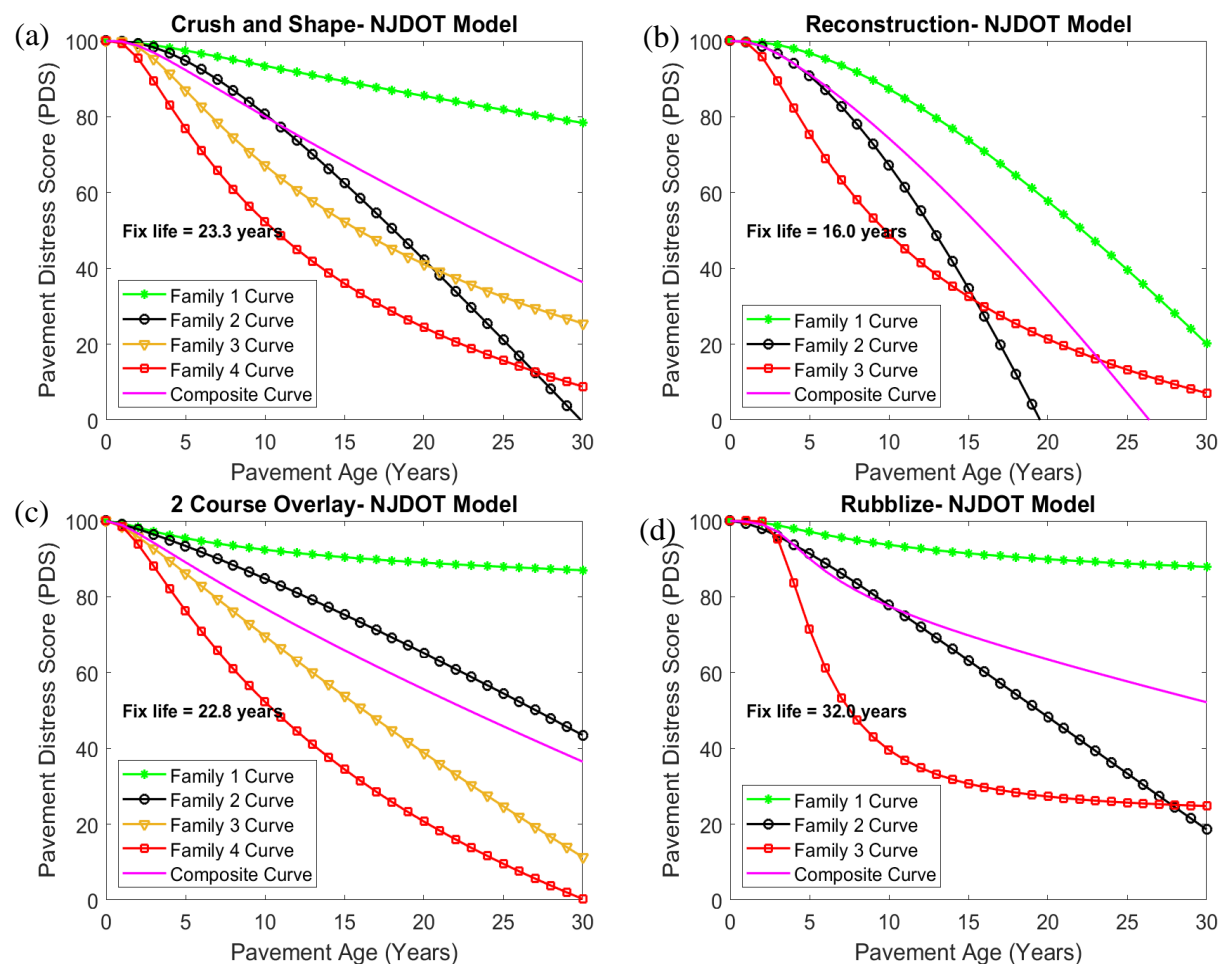 (a)
Crush and Shape- NJDOT Model
Pavement Distress Score (PDS)
100
80
60
40
20
0
Fix life = 23.3 years
Family 1 Curve
Family 2 Curve
Family 3 Curve
Family 4 Curve
Composite Curve
0 5 10 15 20 25 30
Pavement Age (Years)
(b)
Reconstruction- NJDOT Model
Pavement Distress Score (PDS)
100
80
60
40
20
0
Fix life = 16.0 years
Family 1 Curve
Family 2 Curve
Family 3 Curve
Composite Curve
0 5 10 15 20 25 30
Pavement Age (Years)
(c)
2 Course Overlay- NJDOT Model
Pavement Distress Score (PDS)
100
80
60
40
20
0
Fix life = 22.8 years
Family 1 Curve
Family 2 Curve
Family 3 Curve
Family 4 Curve
Composite Curve
0 5 10 15 20 25 30
Pavement Age (Years)
(d)
Rubblize- NJDOT Model
Pavement Distress Score (PDS)
100
80
60
40
20
0
Fix life = 32.0 years
Family 1 Curve
Family 2 Curve
Family 3 Curve
Composite Curve
0 5 10 15 20 25 30
Pavement Age (Years)